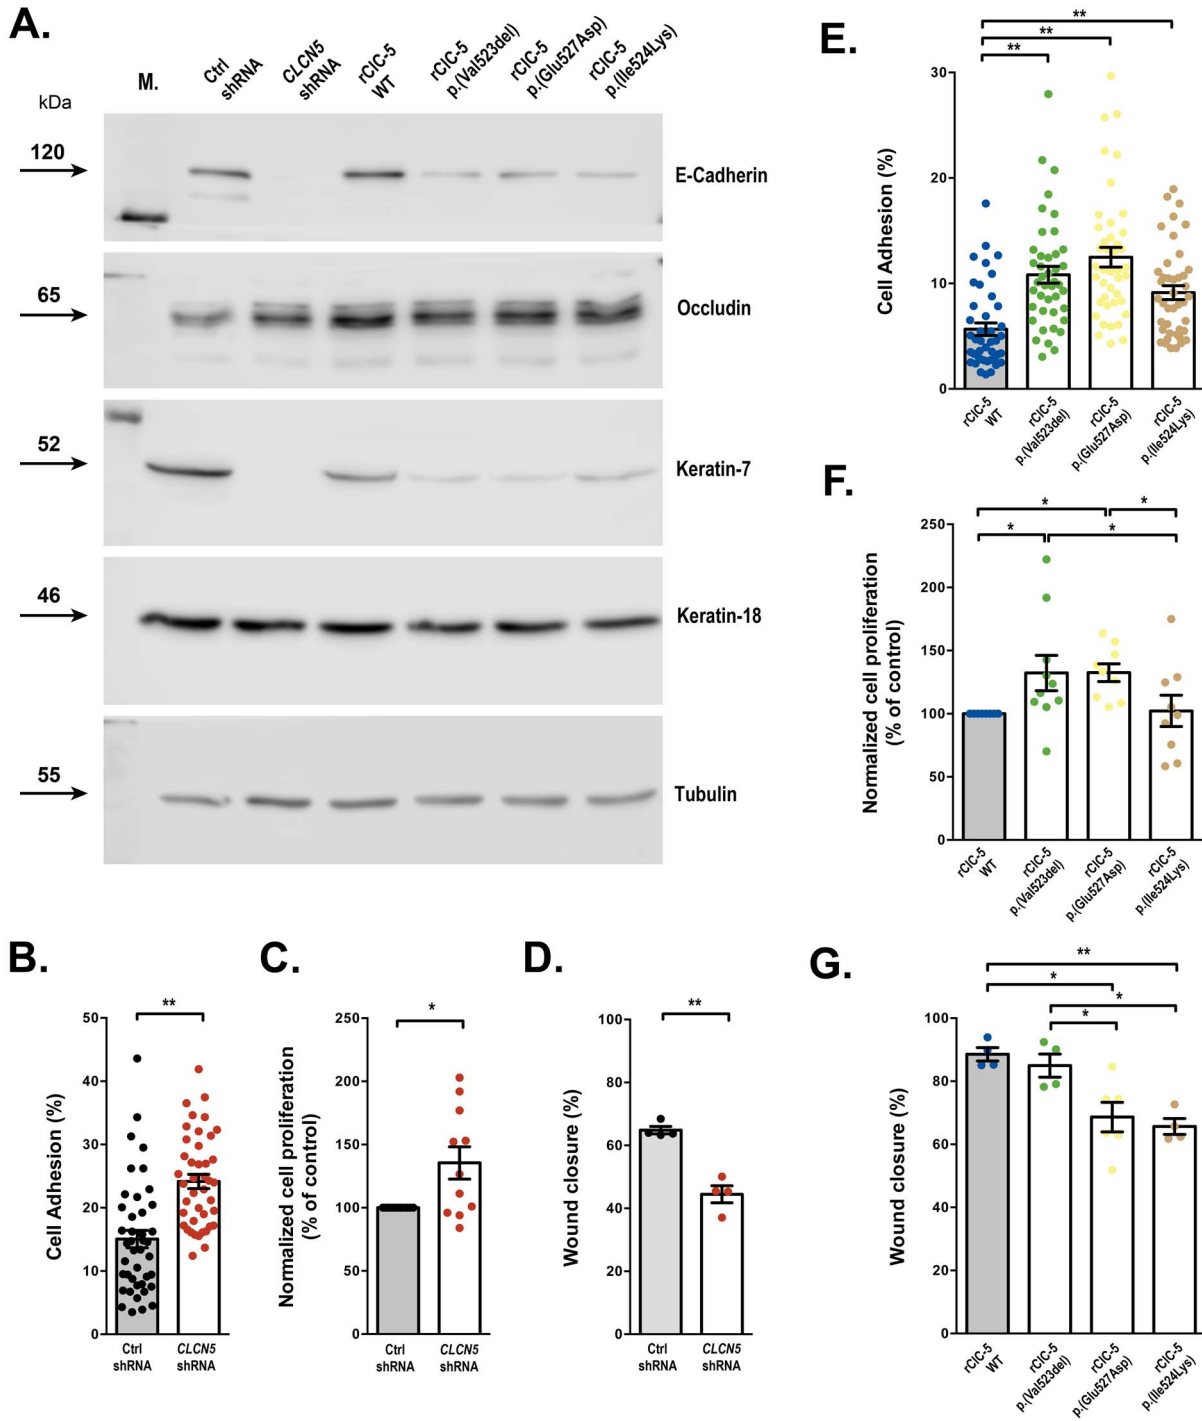 A.
kDa
M.
Ctrl
shRNA
CLCN5
shRNA
rClC-5
WT
rClC-5
p.(Val523del)
rClC-5
p.(Glu527Asp)
rClC-5
p.(Ile524Lys)
120
E-Cadherin
65
Occludin
52
Keratin-7
46
Keratin-18
55
Tubulin
E.
**
**
**
Cell Adhesion (%)
30
20
10
0
rClC-5
WT
rClC-5
p.(Val523del)
rClC-5
p.(Glu527Asp)
rClC-5
p.(Ile524Lys)
F.
*
*
*
*
Normalized cell proliferation
(% of control)
250
200
150
100
50
0
rClC-5
WT
rClC-5
p.(Val523del)
rClC-5
p.(Glu527Asp)
rClC-5
p.(Ile524Lys)
B.
**
Cell Adhesion (%)
50
40
30
20
10
0
Ctrl
shRNA
CLCN5
shRNA
C.
*
Normalized cell proliferation
(% of control)
250
200
150
100
50
0
Ctrl
shRNA
CLCN5
shRNA
D.
**
Wound closure (%)
100
80
60
40
20
0
Ctrl
shRNA
CLCN5
shRNA
G.
**
*
*
*
Wound closure (%)
100
80
60
40
20
0
rClC-5
WT
rClC-5
p.(Val523del)
rClC-5
p.(Glu527Asp)
rClC-5
p.(Ile524Lys)